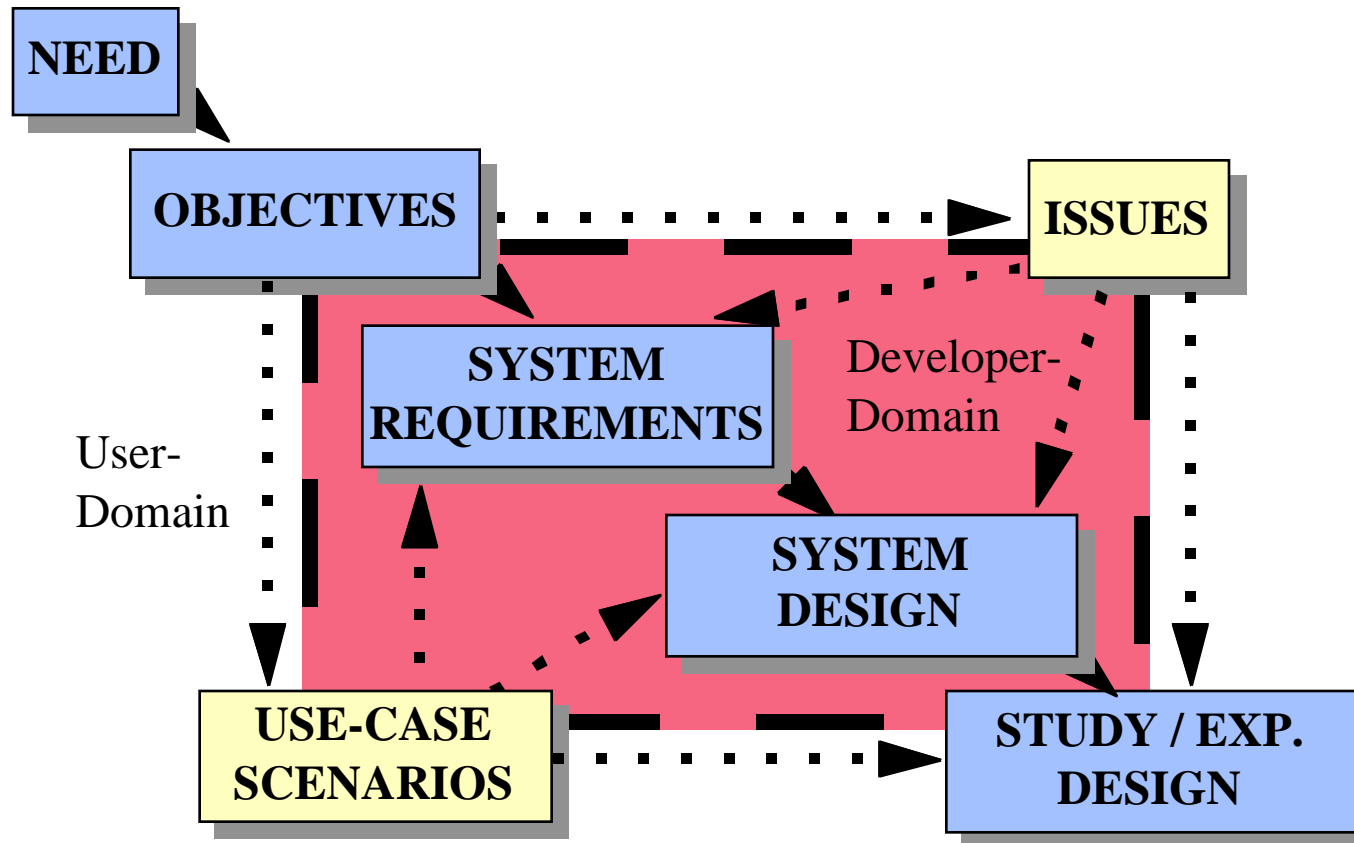 NEED
OBJECTIVES
ISSUES
SYSTEM
REQUIREMENTS
Developer-
Domain
User-
Domain
SYSTEM
DESIGN
USE-CASE
SCENARIOS
STUDY / EXP.
DESIGN